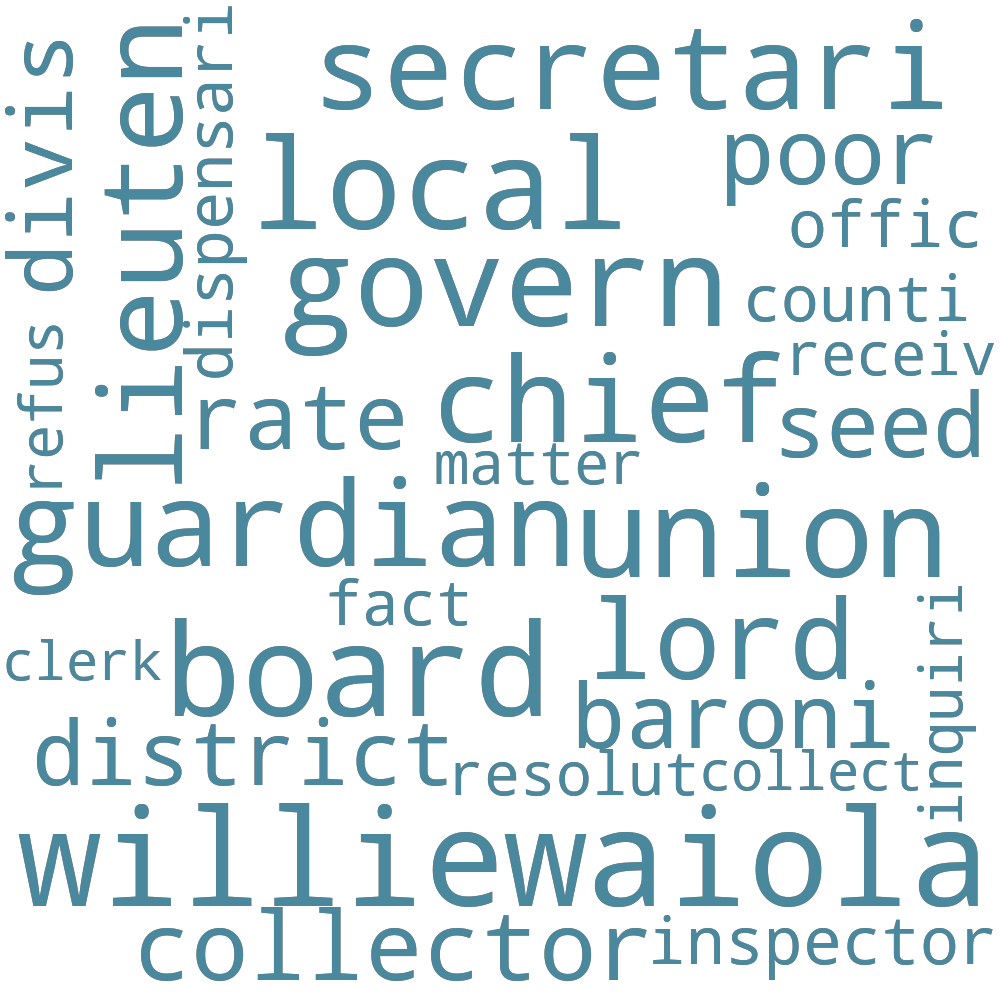 secretari
divis
lieuten
dispensari
local
poor
offic
govern
counti
receiv
refus
chief
rate
seed
matter
guardian
union
fact
lord
inquiri
clerk
board
baroni
district
resolut
collect
williewaiola
collector
inspector